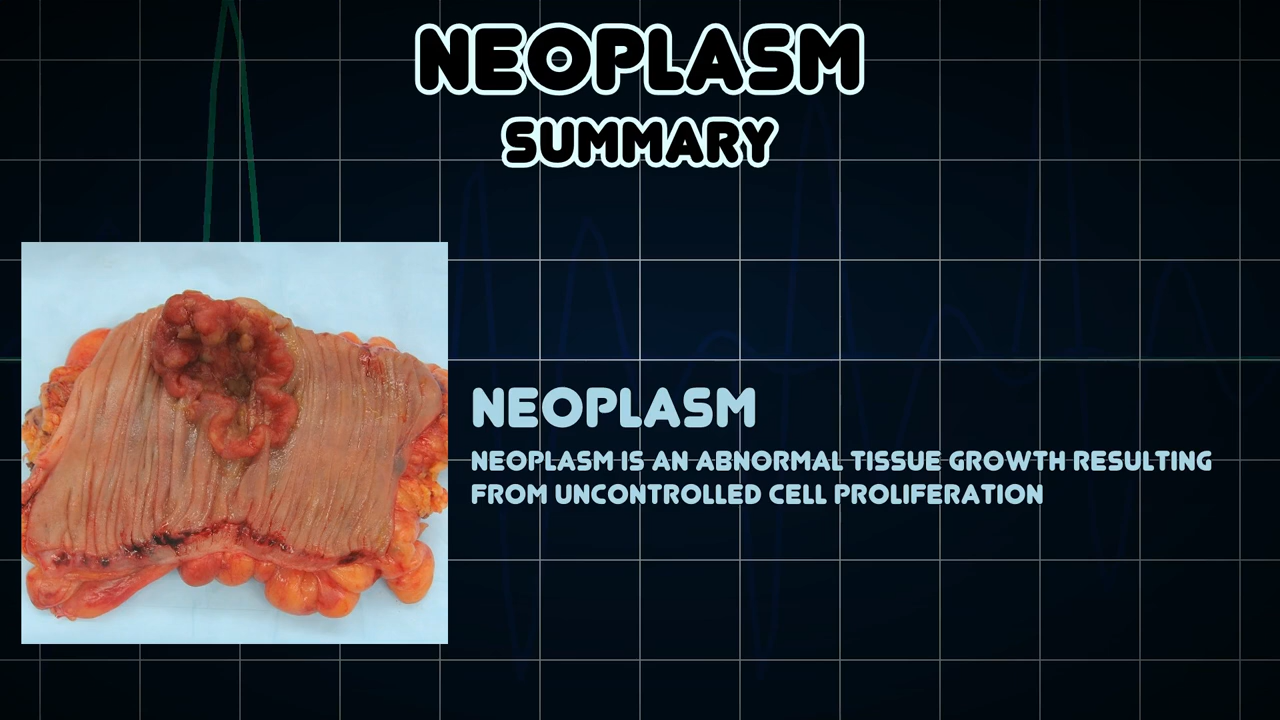 NEOPLASM
SUMMARY
NEOPLASM
NEOPLASM IS AN ABNORMAL TISSUE GROWTH RESULTING
FROM UNCONTROLLED CELL PROLIFERATION